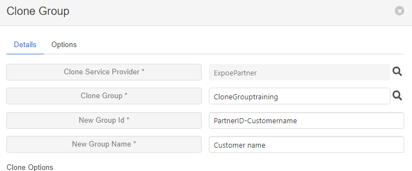 Clone Group
Details Options
Clone Service Provider * ExpoePartner
Clone Group * CloneGrouptraining
New Group Id * PartnerID-Customername
New Group Name * Customer name
Clone Options